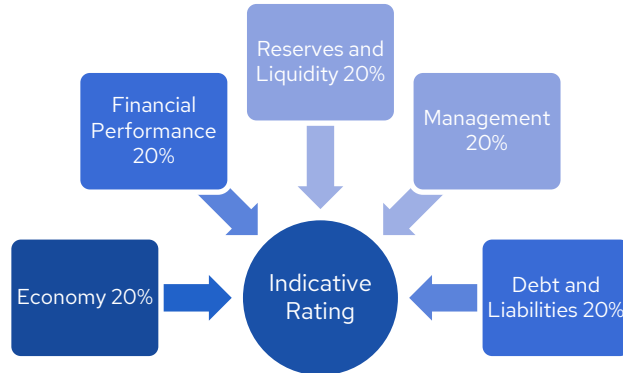 Reserves and
Liquidity 20%
Financial
Performance
20%
Management
20%
Economy 20%
Indicative
Rating
Debt and
Liabilities 20%